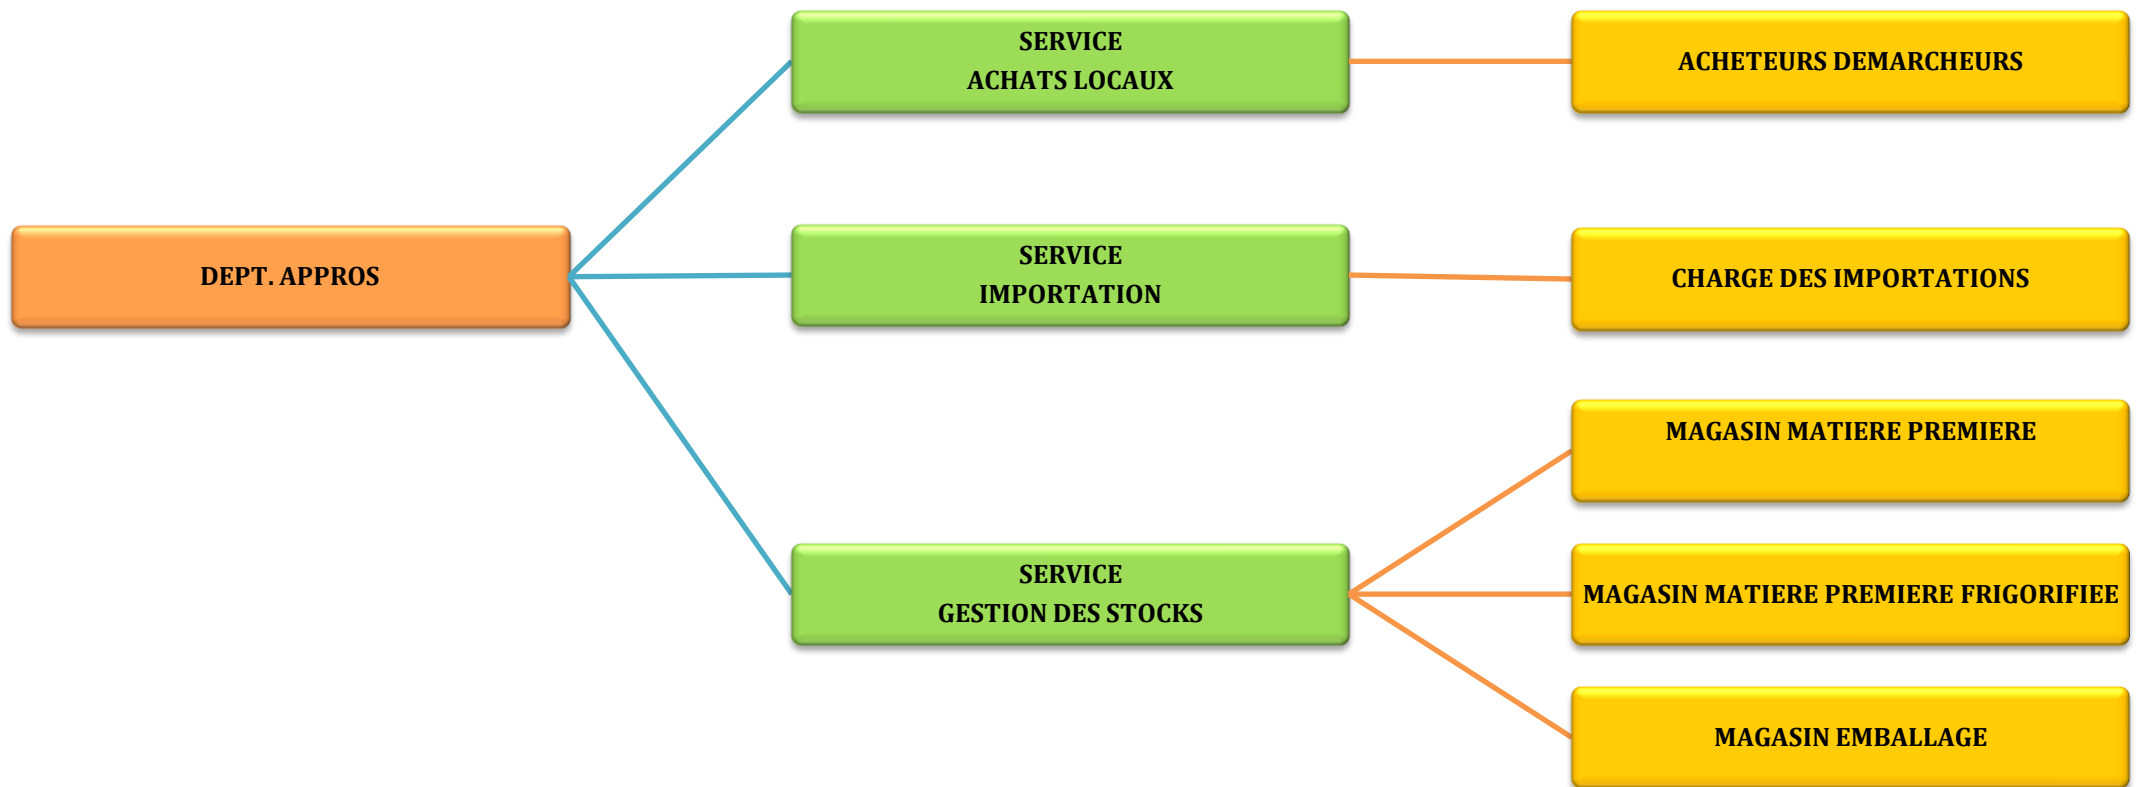 SERVICE
ACHATS LOCAUX
ACHETEURS DEMARCHEURS
DEPT. APPROS
SERVICE
IMPORTATION
CHARGE DES IMPORTATIONS
MAGASIN MATIERE PREMIERE
SERVICE
GESTION DES STOCKS
MAGASIN MATIERE PREMIERE FRIGORIFIEE
MAGASIN EMBALLAGE